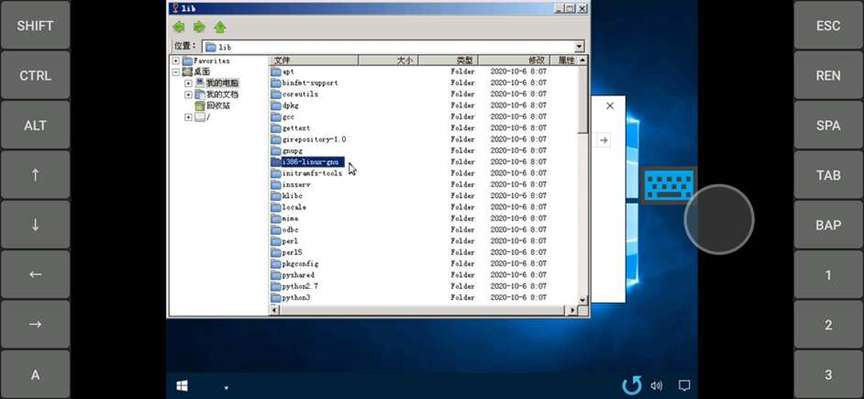 SHIFT
CTRL
ALT
↑
↓
←
→
A
lib
位置: lib
Favorites
桌面
我的电脑
我的文档
回收站
/
文件 大小 类型 修改 属性
apt Folder 2020-10-6 8:07
binfmt-support Folder 2020-10-6 8:07
coreutils Folder 2020-10-6 8:07
dpkg Folder 2020-10-6 8:07
gcc Folder 2020-10-6 8:07
gettext Folder 2020-10-6 8:07
girepository-1.0 Folder 2020-10-6 8:07
gnupg Folder 2020-10-6 8:07
i386-linux-gnu Folder 2020-10-6 8:07
initramfs-tools Folder 2020-10-6 8:07
insserv Folder 2020-10-6 8:07
klibc Folder 2020-10-6 8:07
locale Folder 2020-10-6 8:07
mime Folder 2020-10-6 8:07
odbc Folder 2020-10-6 8:07
perl Folder 2020-10-6 8:07
perl5 Folder 2020-10-6 8:07
pkgconfig Folder 2020-10-6 8:07
pyshared Folder 2020-10-6 8:07
python2.7 Folder 2020-10-6 8:07
python3 Folder 2020-10-6 8:07
ESC
REN
SPA
TAB
BAP
1
2
3